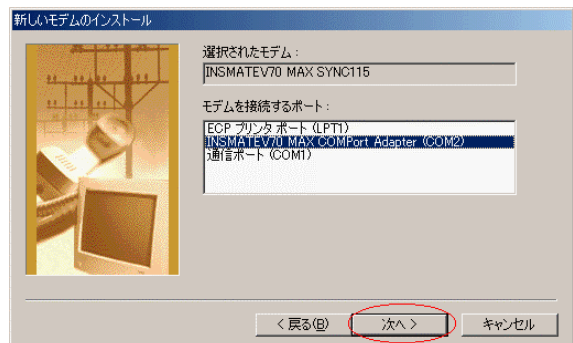 新しいモデムのインストール
選択されたモデム：
INSMATEV70 MAX SYNC115
モデムを接続するポート：
ECP プリンタ ポート (LPT1)
INSMATEV70 MAX COMPort Adapter (COM2)
通信ポート (COM1)
< 戻る(B)
次へ >
キャンセル